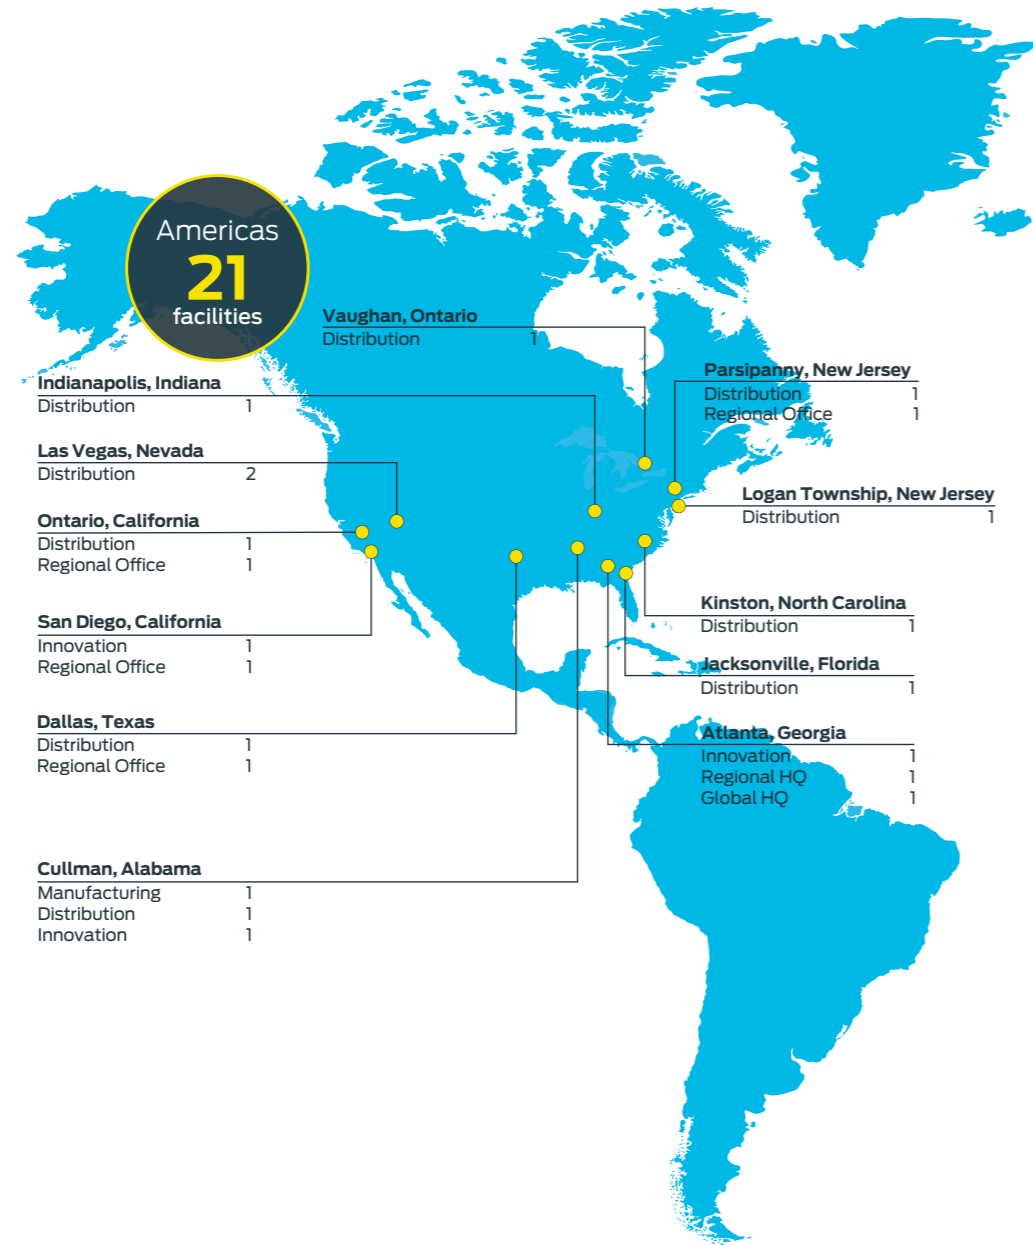 Americas
21
facilities
Vaughan, Ontario
Distribution 1
Indianapolis, Indiana
Distribution 1
Las Vegas, Nevada
Distribution 2
Ontario, California
Distribution 1
Regional Office 1
San Diego, California
Innovation 1
Regional Office 1
Dallas, Texas
Distribution 1
Regional Office 1
Cullman, Alabama
Manufacturing 1
Distribution 1
Innovation 1
Parsipanny, New Jersey
Distribution 1
Regional Office 1
Logan Township, New Jersey
Distribution 1
Kinston, North Carolina
Distribution 1
Jacksonville, Florida
Distribution 1
Atlanta, Georgia
Innovation 1
Regional HQ 1
Global HQ 1